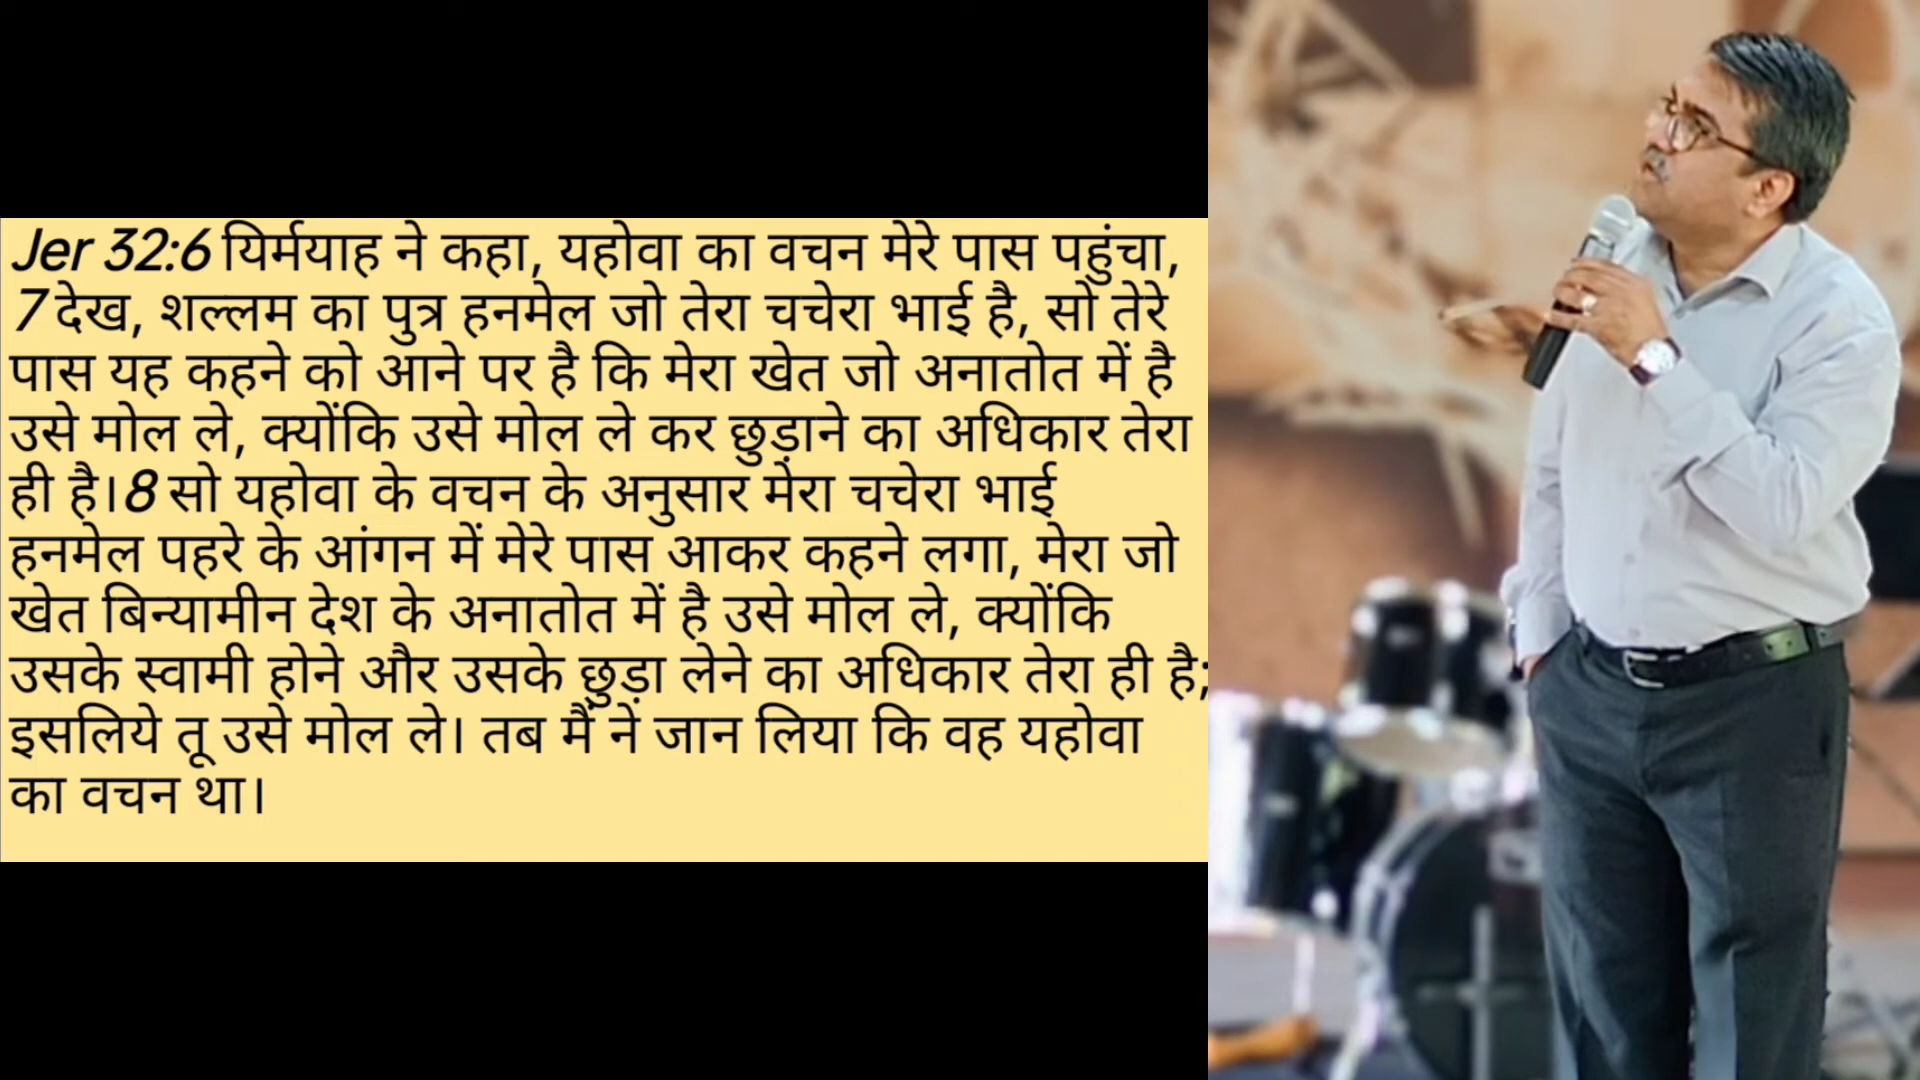 Jer 32:6 यिर्मयाह ने कहा, यहोवा का वचन मेरे पास पहुंचा,
7 देख, शल्लम का पुत्र हनमेल जो तेरा चचेरा भाई है, सो तेरे
पास यह कहने को आने पर है कि मेरा खेत जो अनातोत में है
उसे मोल ले, क्योंकि उसे मोल ले कर छुड़ाने का अधिकार तेरा
ही है।8 सो यहोवा के वचन के अनुसार मेरा चचेरा भाई
हनमेल पहरे के आंगन में मेरे पास आकर कहने लगा, मेरा जो
खेत बिन्यामीन देश के अनातोत में है उसे मोल ले, क्योंकि
उसके स्वामी होने और उसके छुड़ा लेने का अधिकार तेरा ही है;
इसलिये तू उसे मोल ले। तब मैं ने जान लिया कि वह यहोवा
का वचन था।